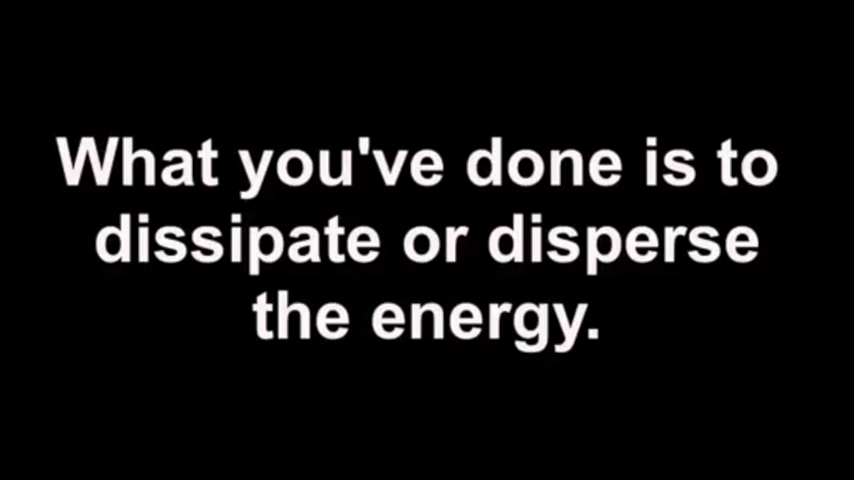 What you've done is to
dissipate or disperse
the energy.